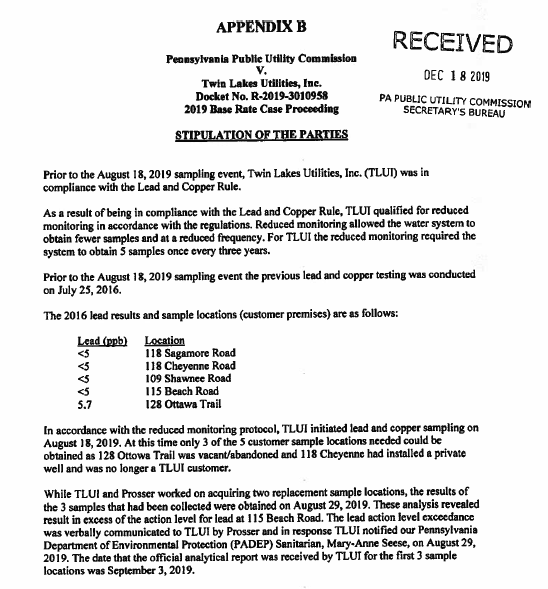 APPENDIX B
RECEIVED
DEC 18 2019
PA PUBLIC UTILITY COMMISSION
SECRETARY'S BUREAU
Pennsylvania Public Utility Commission
V.
Twin Lakes Utilities, Inc.
Docket No. R-2019-3010958
2019 Base Rate Case Proceeding
STIPULATION OF THE PARTIES
Prior to the August 18, 2019 sampling event, Twin Lakes Utilities, Inc. (TLUI) was in
compliance with the Lead and Copper Rule.
As a result of being in compliance with the Lead and Copper Rule, TLUI qualified for reduced
monitoring in accordance with the regulations. Reduced monitoring allowed the water system to
obtain fewer samples and at a reduced frequency. For TLUI the reduced monitoring required the
system to obtain 5 samples once every three years.
Prior to the August 18, 2019 sampling event the previous lead and copper testing was conducted
on July 25, 2016.
The 2016 lead results and sample locations (customer premises) are as follows:
Lead (ppb) Location
<5 118 Sagamore Road
<5 118 Cheyenne Road
<5 109 Shawnee Road
<5 115 Beach Road
5.7 128 Ottawa Trail
In accordance with the reduced monitoring protocol, TLUI initiated lead and copper sampling on
August 18, 2019. At this time only 3 of the 5 customer sample locations needed could be
obtained as 128 Ottowa Trail was vacant/abandoned and 118 Cheyenne had installed a private
well and was no longer a TLUI customer.
While TLUI and Prosser worked on acquiring two replacement sample locations, the results of
the 3 samples that had been collected were obtained on August 29, 2019. These analysis revealed
result in excess of the action level for lead at 115 Beach Road. The lead action level exceedance
was verbally communicated to TLUI by Prosser and in response TLUI notified our Pennsylvania
Department of Environmental Protection (PADEP) Sanitarian, Mary-Anne Seese, on August 29,
2019. The date that the official analytical report was received by TLUI for the first 3 sample
locations was September 3, 2019.